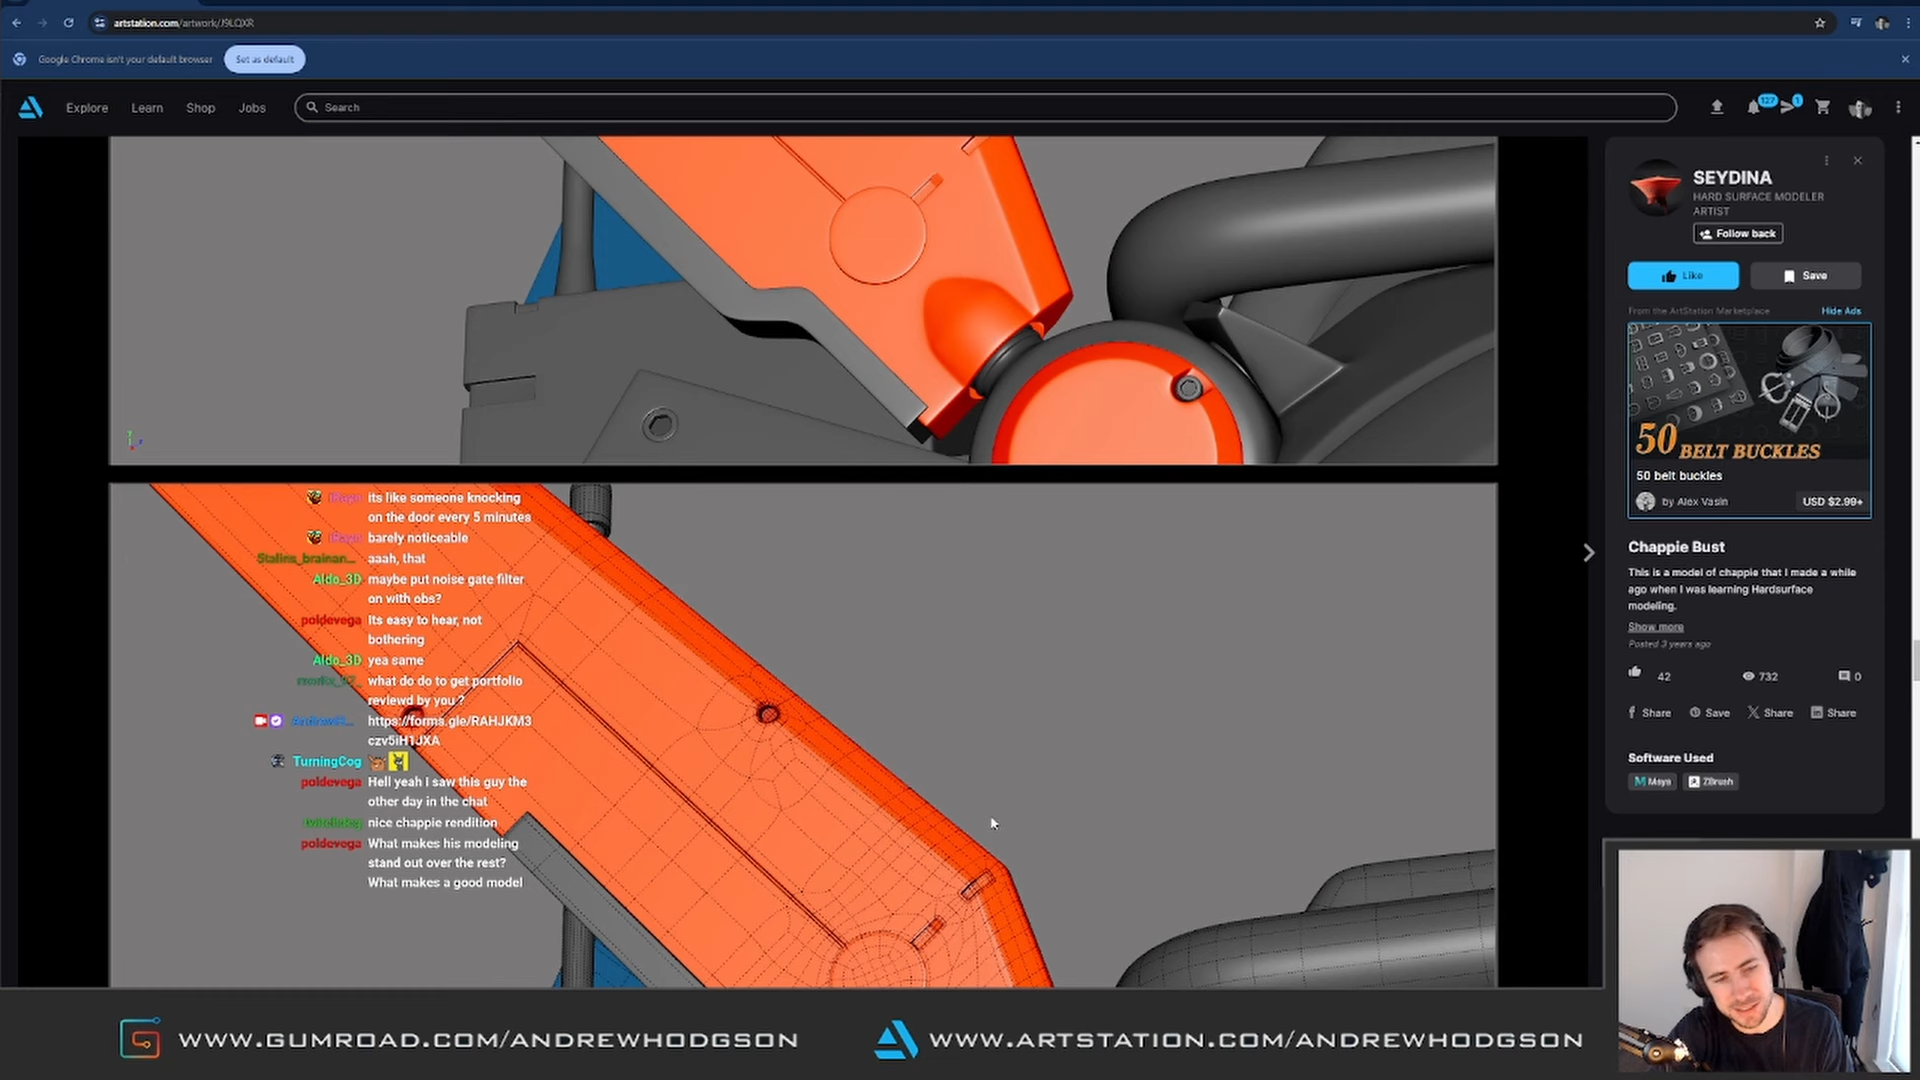 artstation.com/artwork/J9LQXR
Google Chrome isn't your default browser
Set as default
Explore
Learn
Shop
Jobs
Search
127
1
SEYDINA
HARD SURFACE MODELER
ARTIST
Follow back
Like
Save
From the ArtStation Marketplace
Hide Ads
50 BELT BUCKLES
50 belt buckles
by Alex Vasin
USD $2.99+
Chappie Bust
This is a model of chappie that I made a while
ago when I was learning Hardsurface
modeling.
Show more
Posted 3 years ago
42
732
0
Share
Save
Share
Share
Software Used
Maya
ZBrush
its like someone knocking
on the door every 5 minutes
barely noticeable
Stalins_brainan... aaah, that
Aldo_3D maybe put noise gate filter
on with obs?
poldevega Its easy to hear, not
bothering
Aldo_3D yea same
what do do to get portfolio
reviewd by you ?
https://forms.gle/RAHJKM3
czv5iH1JXA
TurningCog
poldevega Hell yeah I saw this guy the
other day in the chat
nice chappie rendition
poldevega What makes his modeling
stand out over the rest?
What makes a good model
WWW.GUMROAD.COM/ANDREWHODGSON
WWW.ARTSTATION.COM/ANDREWHODGSON